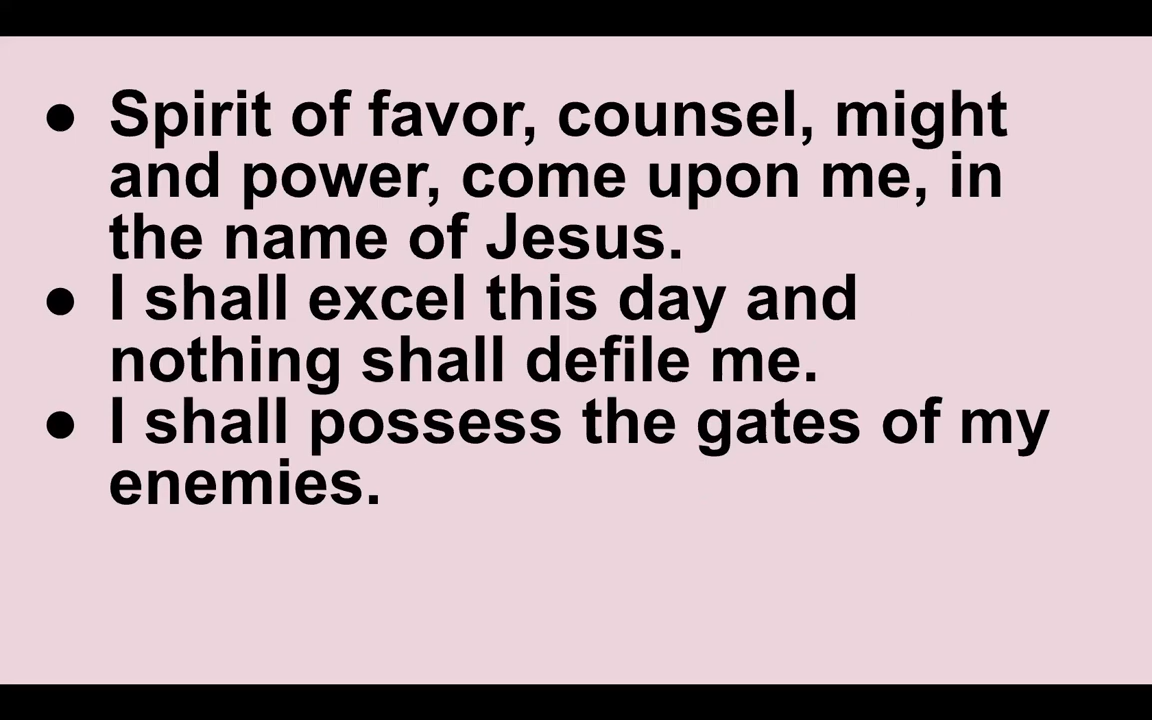 ● Spirit of favor, counsel, might
and power, come upon me, in
the name of Jesus.
● I shall excel this day and
nothing shall defile me.
● I shall possess the gates of my
enemies.